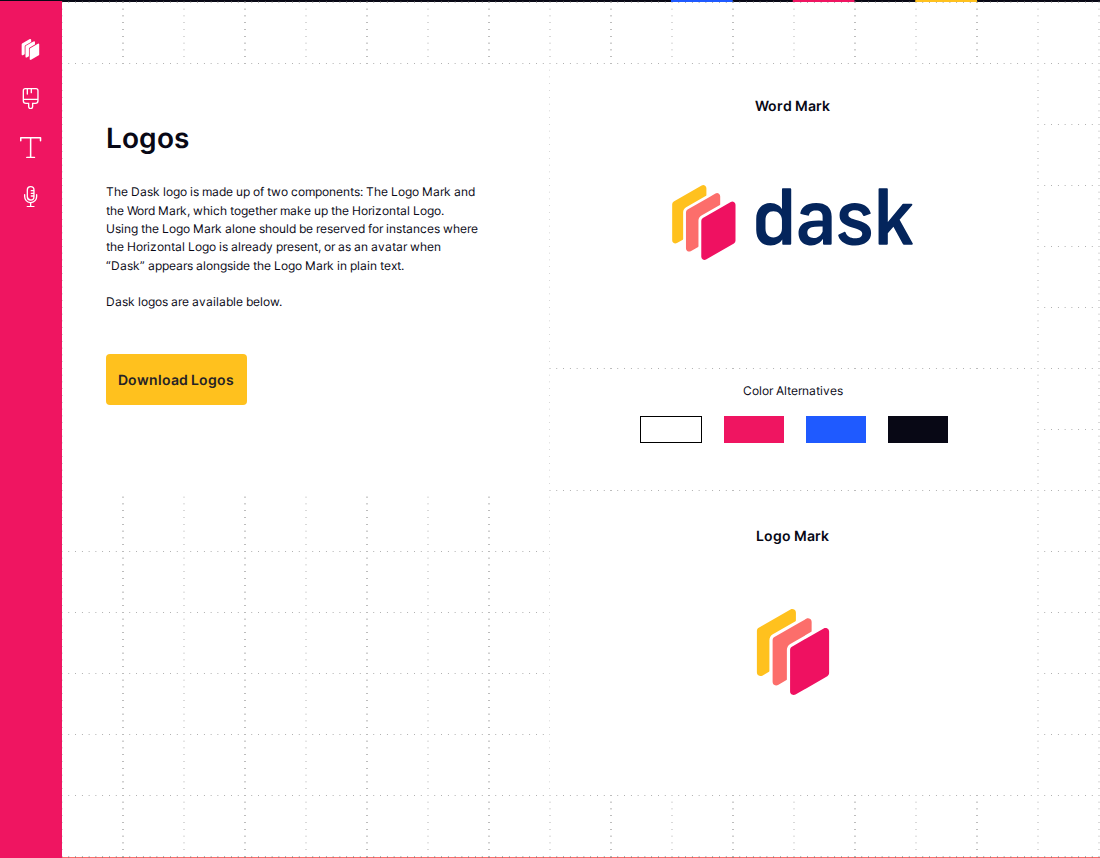 Logos
The Dask logo is made up of two components: The Logo Mark and
the Word Mark, which together make up the Horizontal Logo.
Using the Logo Mark alone should be reserved for instances where
the Horizontal Logo is already present, or as an avatar when
“Dask” appears alongside the Logo Mark in plain text.
Dask logos are available below.
Download Logos
Word Mark
dask
Color Alternatives
Logo Mark